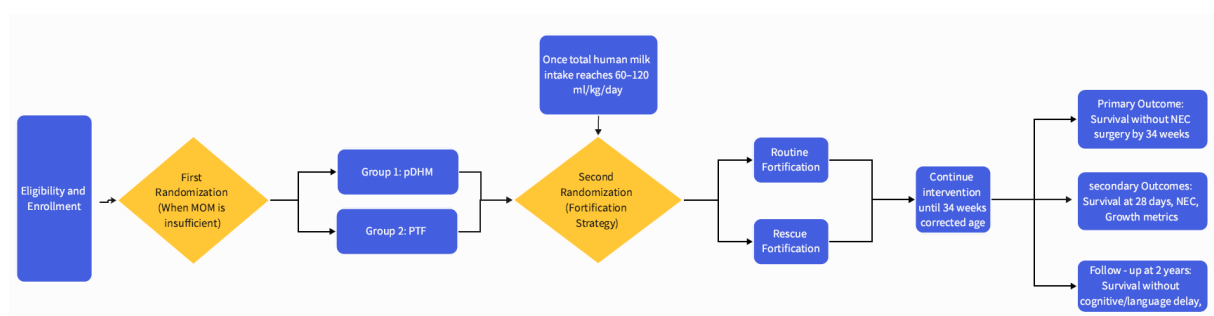 Eligibility and
Enrollment
First
Randomization
(When MOM is
insufficient)
Group 1: pDHM
Group 2: PTF
Once total human milk
intake reaches 60–120
ml/kg/day
Second
Randomization
(Fortification
Strategy)
Routine
Fortification
Rescue
Fortification
Continue
intervention
until 34 weeks
corrected age
Primary Outcome:
Survival without NEC
surgery by 34 weeks
secondary Outcomes:
Survival at 28 days, NEC,
Growth metrics
Follow - up at 2 years:
Survival without
cognitive/language delay,